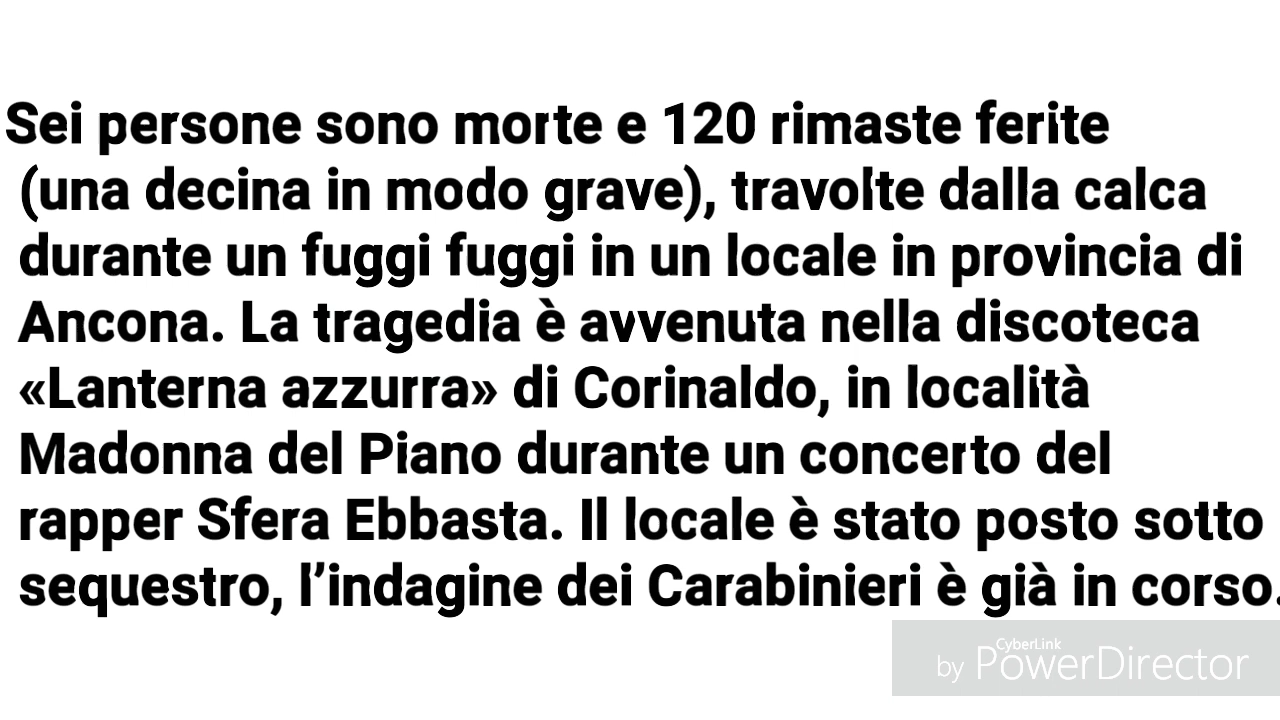 Sei persone sono morte e 120 rimaste ferite
(una decina in modo grave), travolte dalla calca
durante un fuggi fuggi in un locale in provincia di
Ancona. La tragedia è avvenuta nella discoteca
«Lanterna azzurra» di Corinaldo, in località
Madonna del Piano durante un concerto del
rapper Sfera Ebbasta. Il locale è stato posto sotto
sequestro, l’indagine dei Carabinieri è già in corso.
CyberLink
by PowerDirector